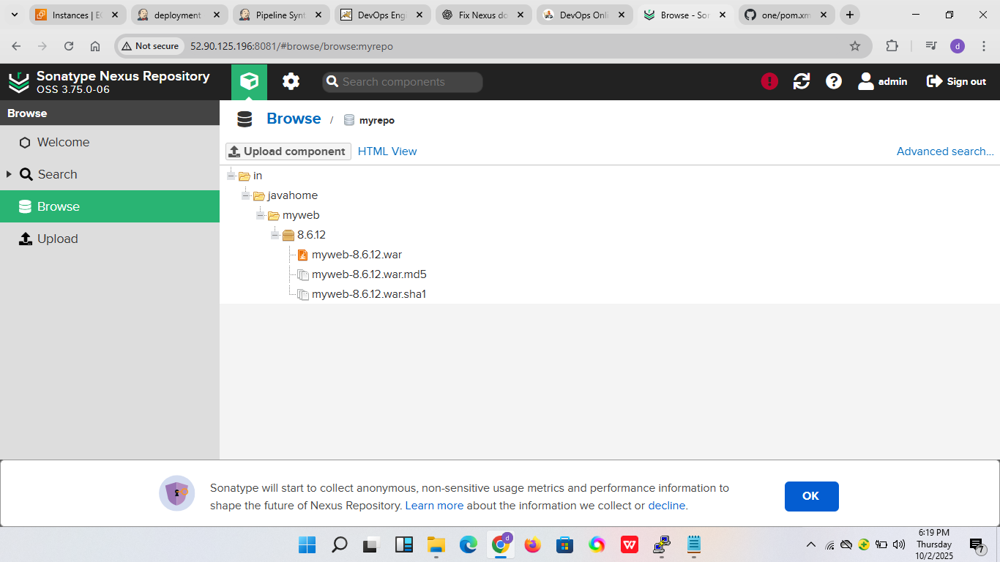 Instances | EC
deployment
Pipeline Synt
DevOps Engi
Fix Nexus do
DevOps Onli
Browse - Son
one/pom.xm
Not secure
52.90.125.196:8081/#browse/browse:myrepo
d
Sonatype Nexus Repository
OSS 3.75.0-06
Search components
admin
Sign out
Browse
Browse / myrepo
Welcome
Upload component
HTML View
Advanced search...
Search
Browse
Upload
in
javahome
myweb
8.6.12
myweb-8.6.12.war
myweb-8.6.12.war.md5
myweb-8.6.12.war.sha1
Sonatype will start to collect anonymous, non-sensitive usage metrics and performance information to
shape the future of Nexus Repository. Learn more about the information we collect or decline.
OK
d
W
6:19 PM
Thursday
10/2/2025
7